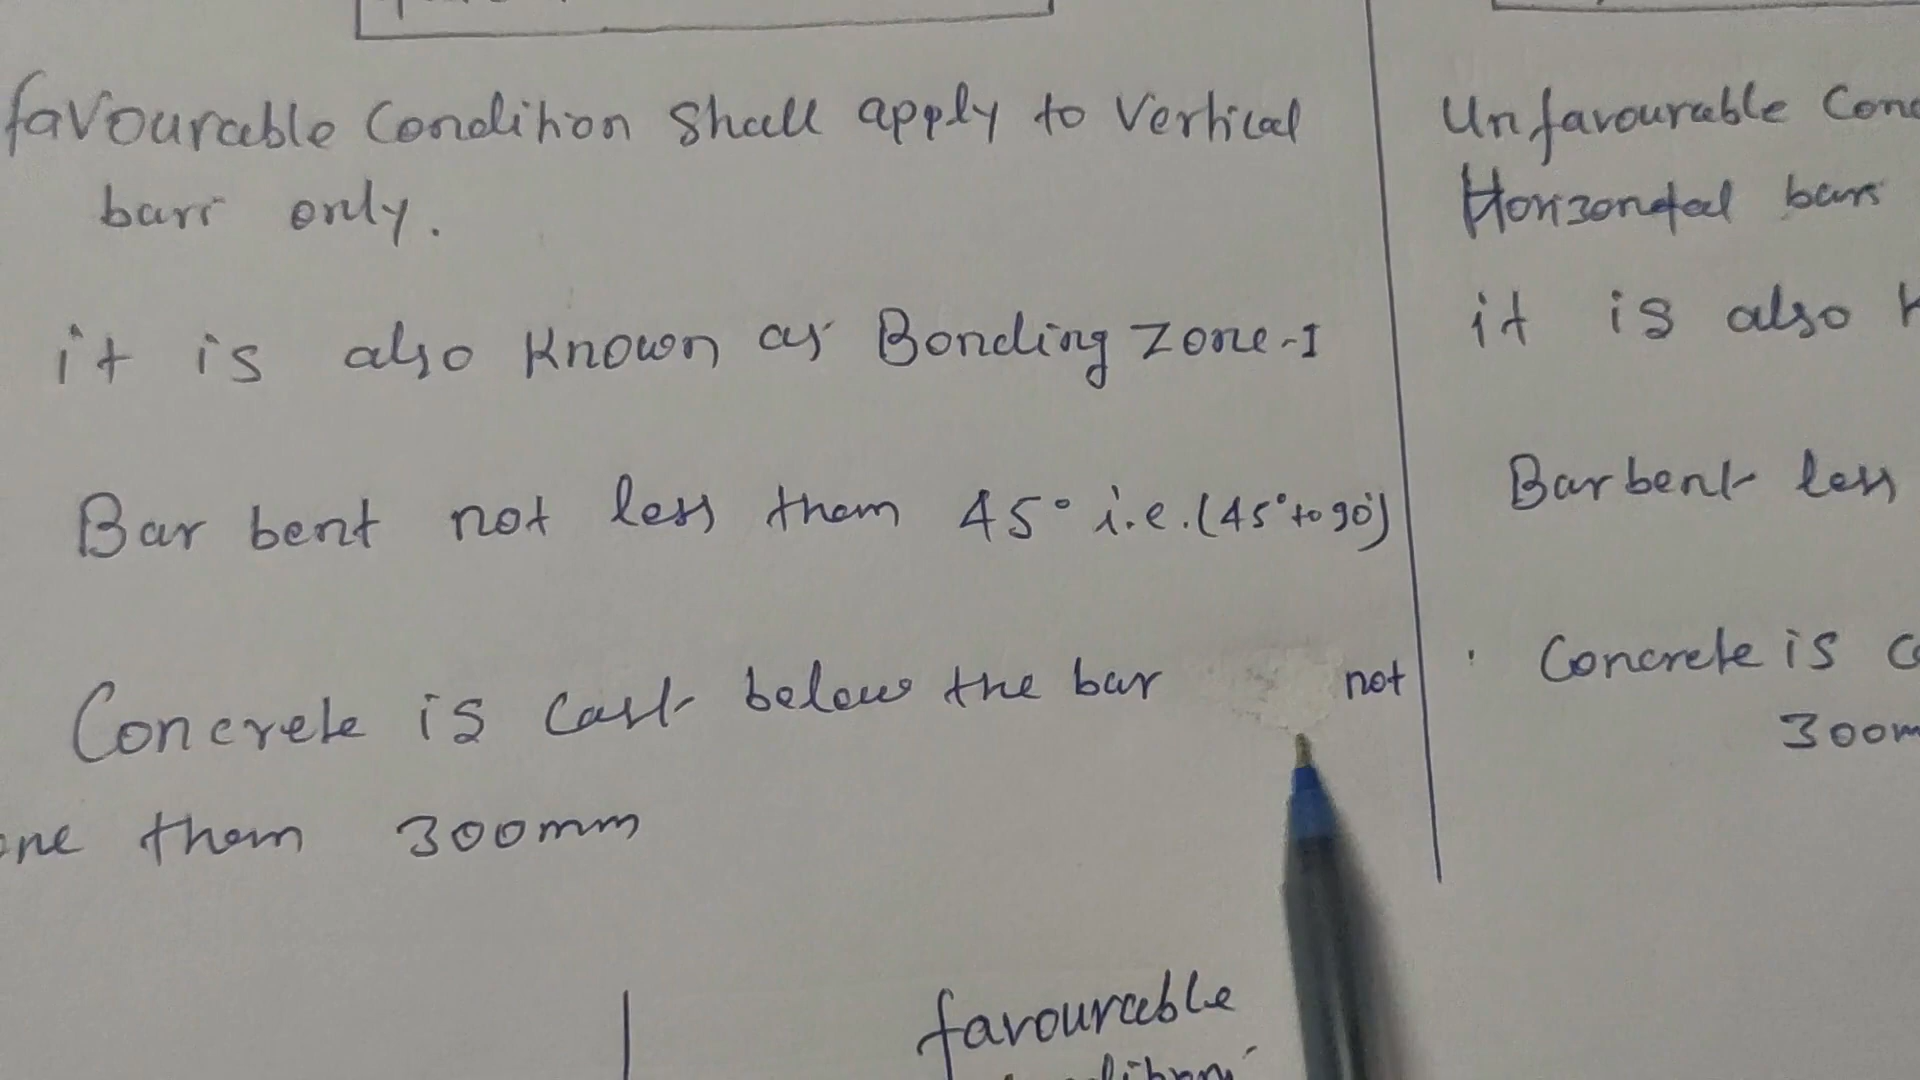 favourable Condition Shall apply to Vertical
bars only.
it is also Known as Bonding Zone-I
Bar bent not less than 45° i.e. (45° to 90°)
Concrete is Cast below the bar not
than 300mm
favourable
Unfavourable
Horizontal bars
it is also
Bar bent less
Concrete is